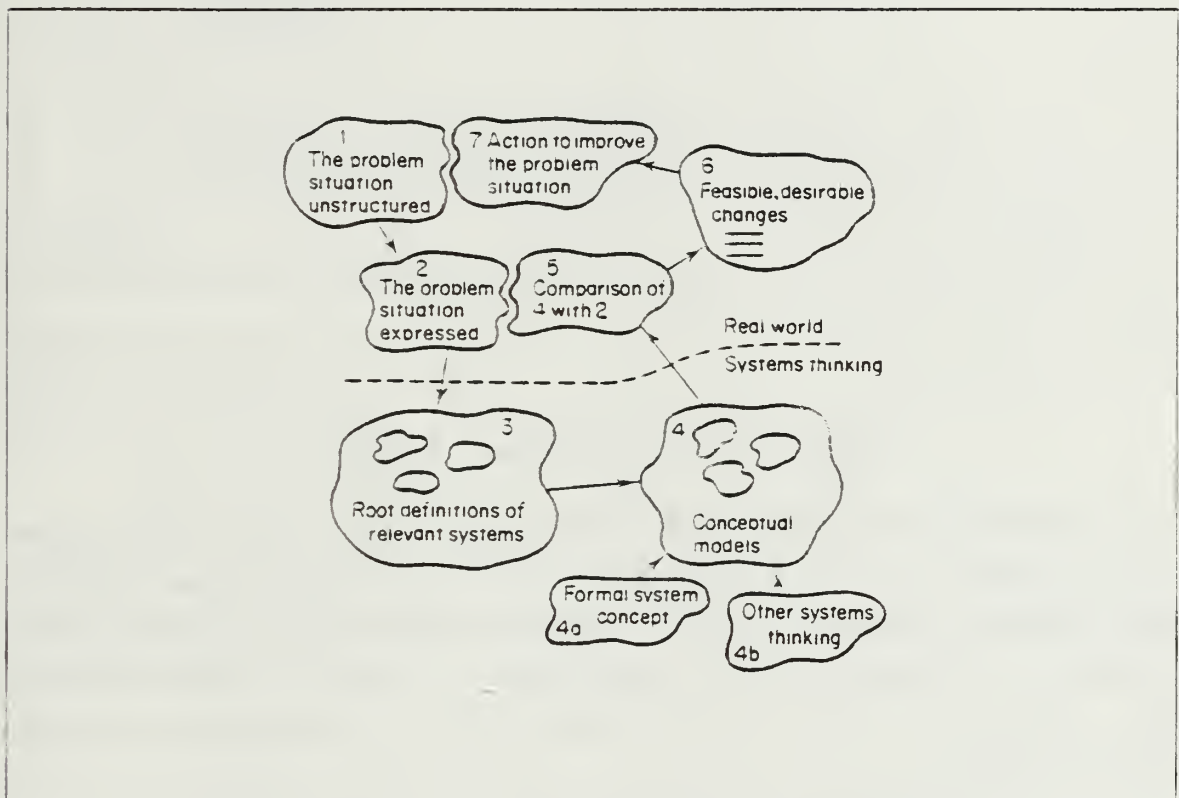 1
The problem
situation
unstructured
7 Action to improve
the problem
situation
6
Feasible, desirable
changes
2
The problem
situation
expressed
5
Comparison of
4 with 2
Real world
Systems thinking
3
Root definitions of
relevant systems
4
Conceptual
models
Formal system
concept
4a
Other systems
thinking
4b